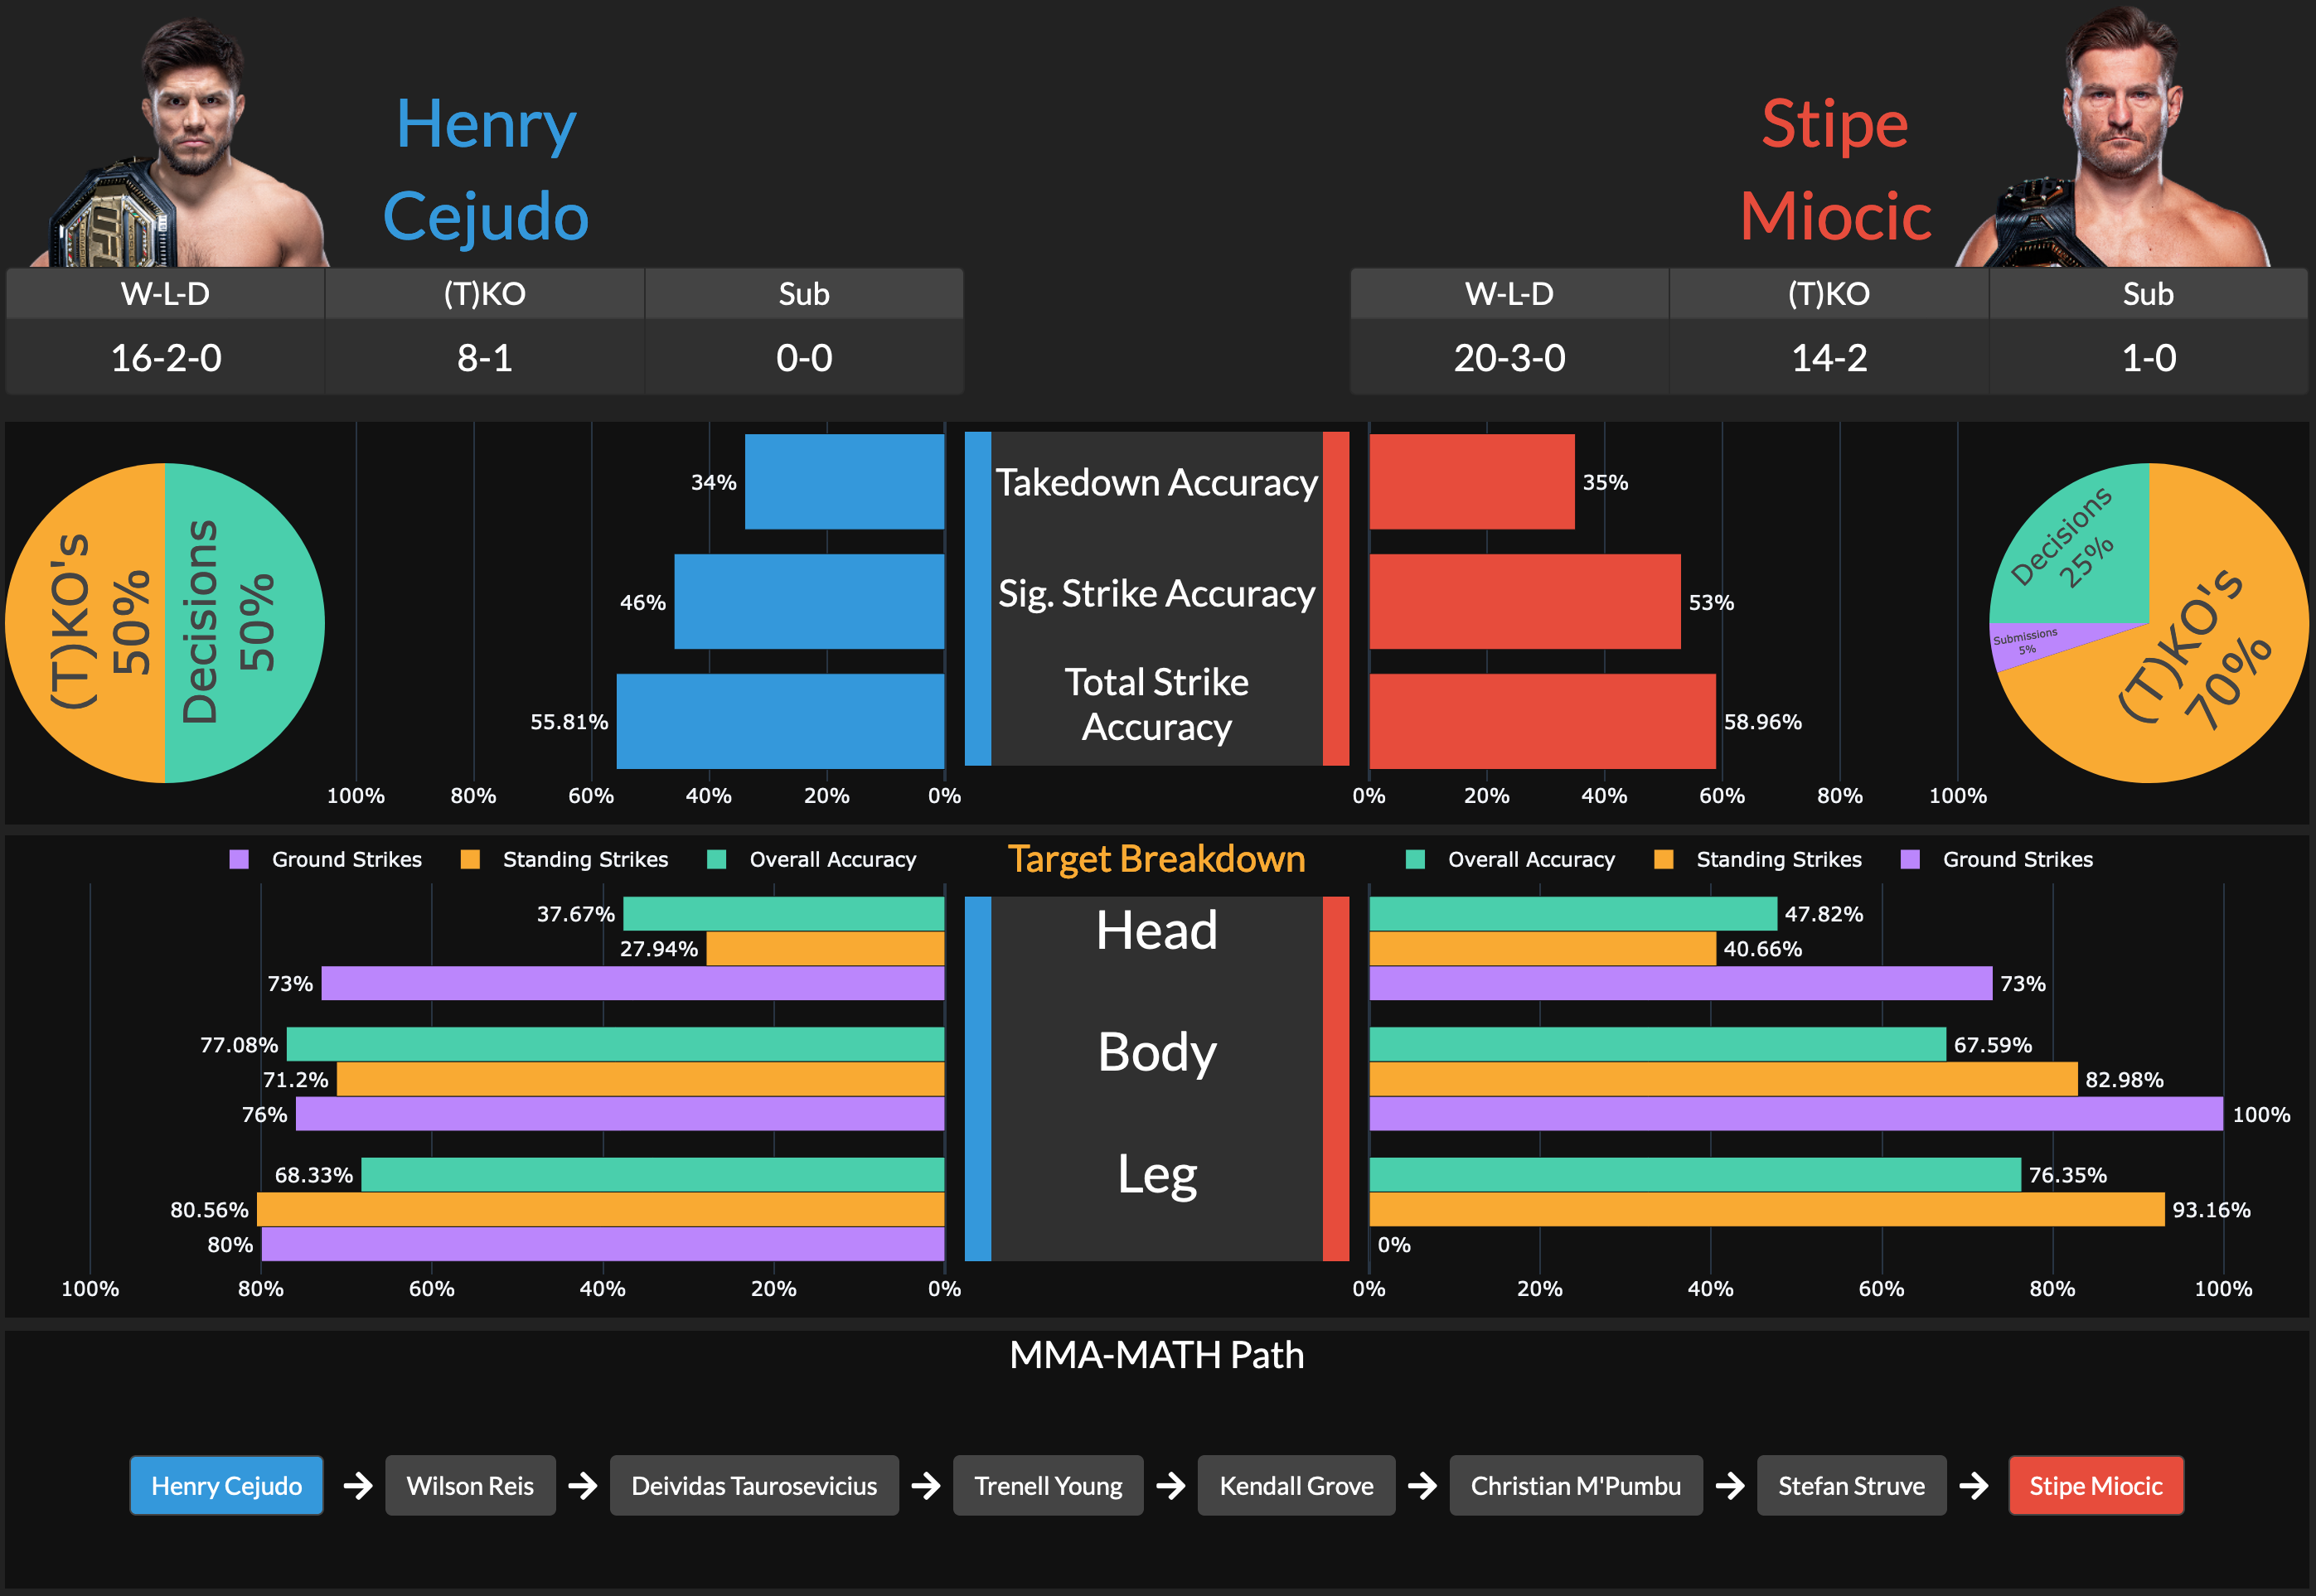 Henry
Cejudo
Stipe
Miocic
UFC
W-L-D (T)KO Sub
16-2-0 8-1 0-0
W-L-D (T)KO Sub
20-3-0 14-2 1-0
(T)KO's
50%
Decisions
50%
34%
46%
55.81%
100% 80% 60% 40% 20% 0%
Takedown Accuracy
Sig. Strike Accuracy
Total Strike
Accuracy
35%
53%
58.96%
0% 20% 40% 60% 80% 100%
Decisions
25%
Submissions
5%
(T)KO's
70%
Ground Strikes Standing Strikes Overall Accuracy
Target Breakdown
Overall Accuracy Standing Strikes Ground Strikes
37.67%
27.94%
73%
77.08%
71.2%
76%
68.33%
80.56%
80%
100% 80% 60% 40% 20% 0%
Head
Body
Leg
47.82%
40.66%
73%
67.59%
82.98%
100%
76.35%
93.16%
0%
0% 20% 40% 60% 80% 100%
MMA-MATH Path
Henry Cejudo Wilson Reis Deividas Taurosevicius Trenell Young Kendall Grove Christian M'Pumbu Stefan Struve Stipe Miocic